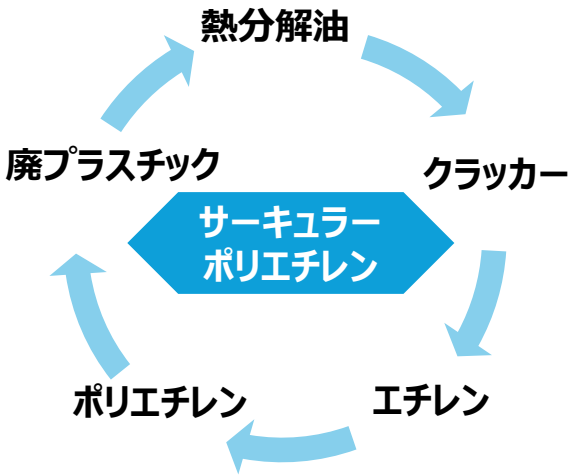 熱分解油
廃プラスチック
クラッカー
サーキュラー
ポリエチレン
ポリエチレン
エチレン